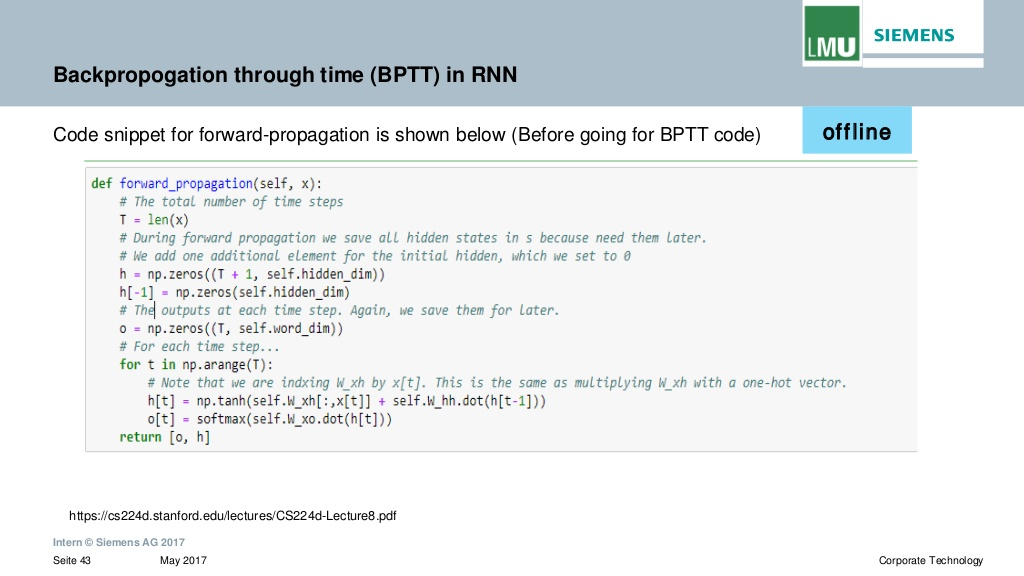 LMU
SIEMENS
Backpropogation through time (BPTT) in RNN
Code snippet for forward-propagation is shown below (Before going for BPTT code)
offline
def forward_propagation(self, x):
    # The total number of time steps
    T = len(x)
    # During forward propagation we save all hidden states in s because need them later.
    # We add one additional element for the initial hidden, which we set to 0
    h = np.zeros((T + 1, self.hidden_dim))
    h[-1] = np.zeros(self.hidden_dim)
    # The outputs at each time step. Again, we save them for later.
    o = np.zeros((T, self.word_dim))
    # For each time step...
    for t in np.arange(T):
        # Note that we are indxing W_xh by x[t]. This is the same as multiplying W_xh with a one-hot vector.
        h[t] = np.tanh(self.W_xh[:,x[t]] + self.W_hh.dot(h[t-1]))
        o[t] = softmax(self.W_xo.dot(h[t]))
    return [o, h]
https://cs224d.stanford.edu/lectures/CS224d-Lecture8.pdf
Intern © Siemens AG 2017
Seite 43 May 2017 Corporate Technology